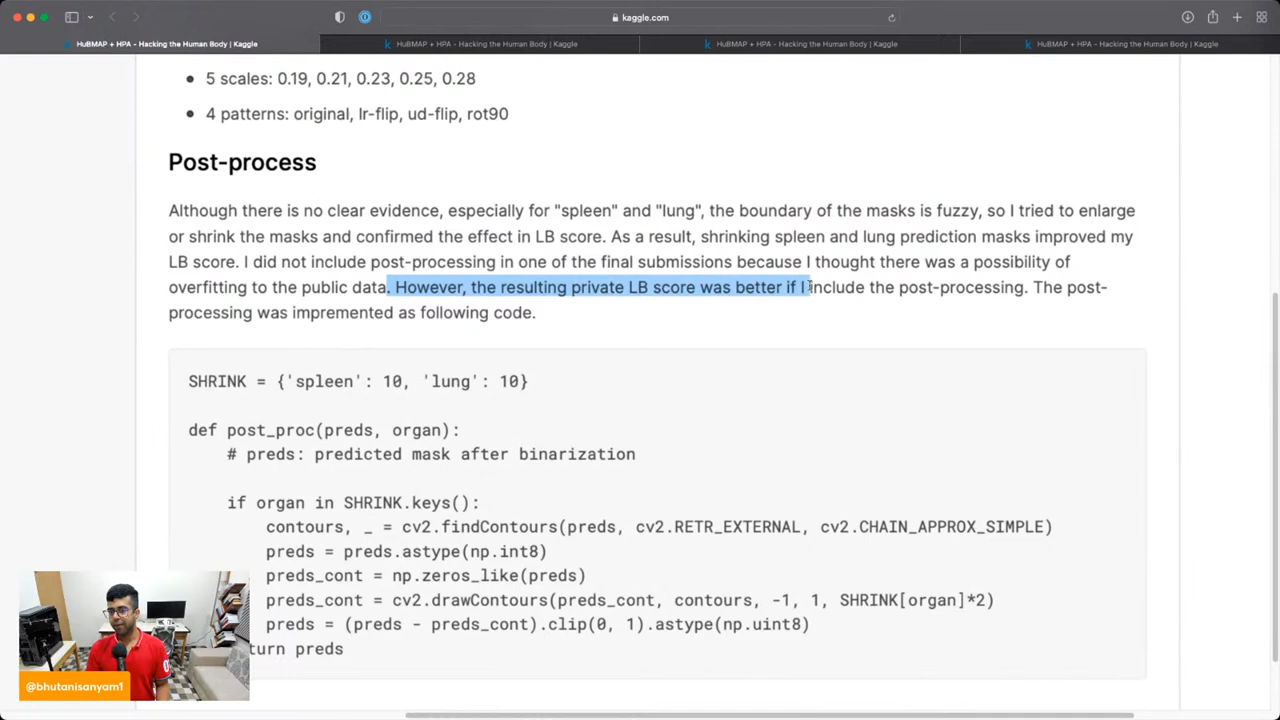 kaggle.com
HuBMAP + HPA - Hacking the Human Body | Kaggle
HuBMAP + HPA - Hacking the Human Body | Kaggle
HuBMAP + HPA - Hacking the Human Body | Kaggle
HuBMAP + HPA - Hacking the Human Body | Kaggle
5 scales: 0.19, 0.21, 0.23, 0.25, 0.28
4 patterns: original, lr-flip, ud-flip, rot90
Post-process
Although there is no clear evidence, especially for "spleen" and "lung", the boundary of the masks is fuzzy, so I tried to enlarge
or shrink the masks and confirmed the effect in LB score. As a result, shrinking spleen and lung prediction masks improved my
LB score. I did not include post-processing in one of the final submissions because I thought there was a possibility of
overfitting to the public data. However, the resulting private LB score was better if I include the post-processing. The post-
processing was impremented as following code.
SHRINK = {'spleen': 10, 'lung': 10}
def post_proc(preds, organ):
# preds: predicted mask after binarization
if organ in SHRINK.keys():
contours, _ = cv2.findContours(preds, cv2.RETR_EXTERNAL, cv2.CHAIN_APPROX_SIMPLE)
preds = preds.astype(np.int8)
preds_cont = np.zeros_like(preds)
preds_cont = cv2.drawContours(preds_cont, contours, -1, 1, SHRINK[organ]*2)
preds = (preds - preds_cont).clip(0, 1).astype(np.uint8)
turn preds
@bhutanisanyam1